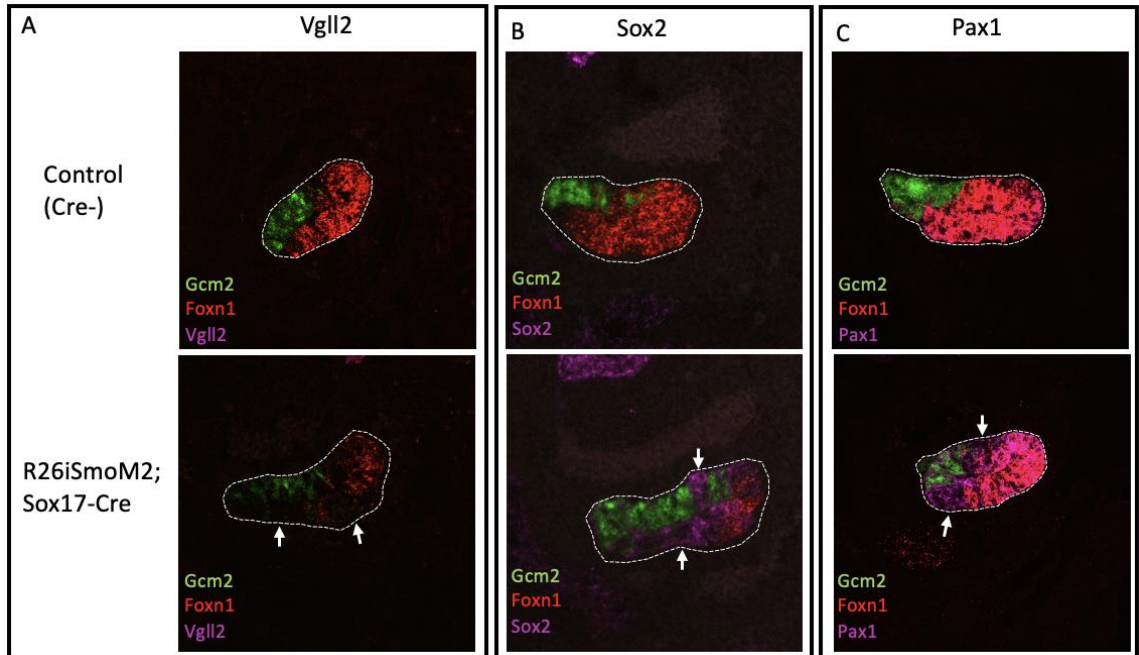 A
Vgll2
B
Sox2
C
Pax1
Control
(Cre-)
Gcm2
Foxn1
Vgll2
Gcm2
Foxn1
Sox2
Gcm2
Foxn1
Pax1
R26iSmoM2;
Sox17-Cre
Gcm2
Foxn1
Vgll2
Gcm2
Foxn1
Sox2
Gcm2
Foxn1
Pax1